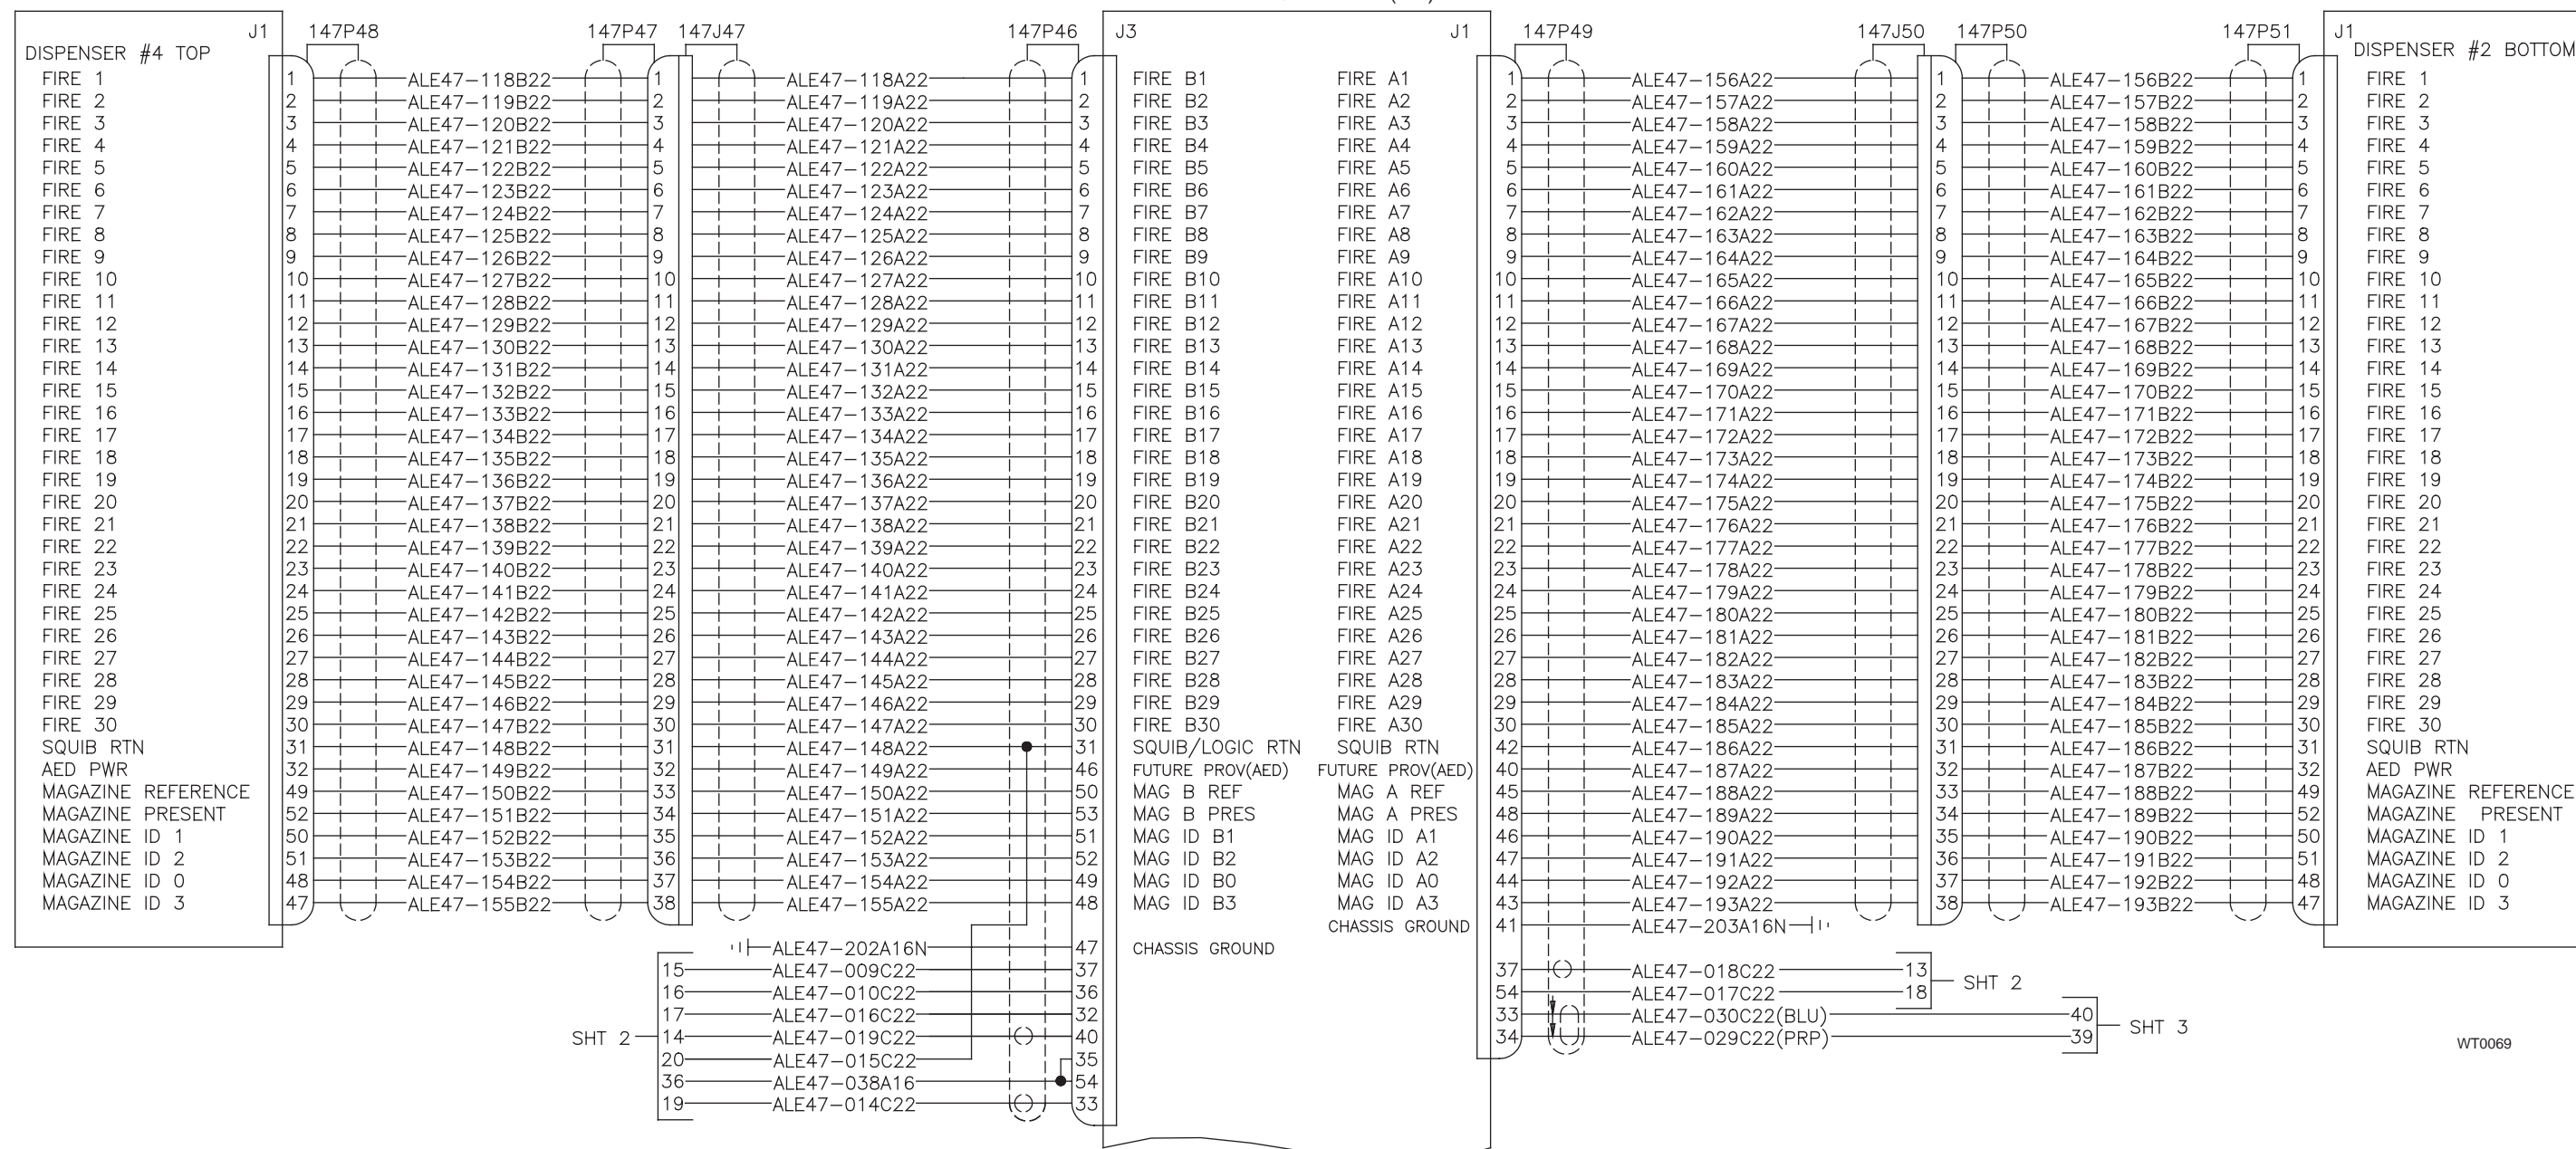 J1 147P48 147P47 147J47 147P46 J3 J1 147P49 147J50 147P50 147P51 J1
DISPENSER #4 TOP DISPENSER #2 BOTTOM
FIRE 1 1 ALE47-118B22 1 ALE47-118A22 1 FIRE B1 FIRE A1 1 ALE47-156A22 1 ALE47-156B22 1 FIRE 1
FIRE 2 2 ALE47-119B22 2 ALE47-119A22 2 FIRE B2 FIRE A2 2 ALE47-157A22 2 ALE47-157B22 2 FIRE 2
FIRE 3 3 ALE47-120B22 3 ALE47-120A22 3 FIRE B3 FIRE A3 3 ALE47-158A22 3 ALE47-158B22 3 FIRE 3
FIRE 4 4 ALE47-121B22 4 ALE47-121A22 4 FIRE B4 FIRE A4 4 ALE47-159A22 4 ALE47-159B22 4 FIRE 4
FIRE 5 5 ALE47-122B22 5 ALE47-122A22 5 FIRE B5 FIRE A5 5 ALE47-160A22 5 ALE47-160B22 5 FIRE 5
FIRE 6 6 ALE47-123B22 6 ALE47-123A22 6 FIRE B6 FIRE A6 6 ALE47-161A22 6 ALE47-161B22 6 FIRE 6
FIRE 7 7 ALE47-124B22 7 ALE47-124A22 7 FIRE B7 FIRE A7 7 ALE47-162A22 7 ALE47-162B22 7 FIRE 7
FIRE 8 8 ALE47-125B22 8 ALE47-125A22 8 FIRE B8 FIRE A8 8 ALE47-163A22 8 ALE47-163B22 8 FIRE 8
FIRE 9 9 ALE47-126B22 9 ALE47-126A22 9 FIRE B9 FIRE A9 9 ALE47-164A22 9 ALE47-164B22 9 FIRE 9
FIRE 10 10 ALE47-127B22 10 ALE47-127A22 10 FIRE B10 FIRE A10 10 ALE47-165A22 10 ALE47-165B22 10 FIRE 10
FIRE 11 11 ALE47-128B22 11 ALE47-128A22 11 FIRE B11 FIRE A11 11 ALE47-166A22 11 ALE47-166B22 11 FIRE 11
FIRE 12 12 ALE47-129B22 12 ALE47-129A22 12 FIRE B12 FIRE A12 12 ALE47-167A22 12 ALE47-167B22 12 FIRE 12
FIRE 13 13 ALE47-130B22 13 ALE47-130A22 13 FIRE B13 FIRE A13 13 ALE47-168A22 13 ALE47-168B22 13 FIRE 13
FIRE 14 14 ALE47-131B22 14 ALE47-131A22 14 FIRE B14 FIRE A14 14 ALE47-169A22 14 ALE47-169B22 14 FIRE 14
FIRE 15 15 ALE47-132B22 15 ALE47-132A22 15 FIRE B15 FIRE A15 15 ALE47-170A22 15 ALE47-170B22 15 FIRE 15
FIRE 16 16 ALE47-133B22 16 ALE47-133A22 16 FIRE B16 FIRE A16 16 ALE47-171A22 16 ALE47-171B22 16 FIRE 16
FIRE 17 17 ALE47-134B22 17 ALE47-134A22 17 FIRE B17 FIRE A17 17 ALE47-172A22 17 ALE47-172B22 17 FIRE 17
FIRE 18 18 ALE47-135B22 18 ALE47-135A22 18 FIRE B18 FIRE A18 18 ALE47-173A22 18 ALE47-173B22 18 FIRE 18
FIRE 19 19 ALE47-136B22 19 ALE47-136A22 19 FIRE B19 FIRE A19 19 ALE47-174A22 19 ALE47-174B22 19 FIRE 19
FIRE 20 20 ALE47-137B22 20 ALE47-137A22 20 FIRE B20 FIRE A20 20 ALE47-175A22 20 ALE47-175B22 20 FIRE 20
FIRE 21 21 ALE47-138B22 21 ALE47-138A22 21 FIRE B21 FIRE A21 21 ALE47-176A22 21 ALE47-176B22 21 FIRE 21
FIRE 22 22 ALE47-139B22 22 ALE47-139A22 22 FIRE B22 FIRE A22 22 ALE47-177A22 22 ALE47-177B22 22 FIRE 22
FIRE 23 23 ALE47-140B22 23 ALE47-140A22 23 FIRE B23 FIRE A23 23 ALE47-178A22 23 ALE47-178B22 23 FIRE 23
FIRE 24 24 ALE47-141B22 24 ALE47-141A22 24 FIRE B24 FIRE A24 24 ALE47-179A22 24 ALE47-179B22 24 FIRE 24
FIRE 25 25 ALE47-142B22 25 ALE47-142A22 25 FIRE B25 FIRE A25 25 ALE47-180A22 25 ALE47-180B22 25 FIRE 25
FIRE 26 26 ALE47-143B22 26 ALE47-143A22 26 FIRE B26 FIRE A26 26 ALE47-181A22 26 ALE47-181B22 26 FIRE 26
FIRE 27 27 ALE47-144B22 27 ALE47-144A22 27 FIRE B27 FIRE A27 27 ALE47-182A22 27 ALE47-182B22 27 FIRE 27
FIRE 28 28 ALE47-145B22 28 ALE47-145A22 28 FIRE B28 FIRE A28 28 ALE47-183A22 28 ALE47-183B22 28 FIRE 28
FIRE 29 29 ALE47-146B22 29 ALE47-146A22 29 FIRE B29 FIRE A29 29 ALE47-184A22 29 ALE47-184B22 29 FIRE 29
FIRE 30 30 ALE47-147B22 30 ALE47-147A22 30 FIRE B30 FIRE A30 30 ALE47-185A22 30 ALE47-185B22 30 FIRE 30
SQUIB RTN 31 ALE47-148B22 31 ALE47-148A22 31 SQUIB/LOGIC RTN SQUIB RTN 42 ALE47-186A22 31 ALE47-186B22 31 SQUIB RTN
AED PWR 32 ALE47-149B22 32 ALE47-149A22 46 FUTURE PROV(AED) FUTURE PROV(AED) 40 ALE47-187A22 32 ALE47-187B22 32 AED PWR
MAGAZINE REFERENCE 49 ALE47-150B22 33 ALE47-150A22 50 MAG B REF MAG A REF 45 ALE47-188A22 33 ALE47-188B22 49 MAGAZINE REFERENCE
MAGAZINE PRESENT 52 ALE47-151B22 34 ALE47-151A22 53 MAG B PRES MAG A PRES 48 ALE47-189A22 34 ALE47-189B22 52 MAGAZINE PRESENT
MAGAZINE ID 1 50 ALE47-152B22 35 ALE47-152A22 51 MAG ID B1 MAG ID A1 46 ALE47-190A22 35 ALE47-190B22 50 MAGAZINE ID 1
MAGAZINE ID 2 51 ALE47-153B22 36 ALE47-153A22 52 MAG ID B2 MAG ID A2 47 ALE47-191A22 36 ALE47-191B22 51 MAGAZINE ID 2
MAGAZINE ID 0 48 ALE47-154B22 37 ALE47-154A22 49 MAG ID B0 MAG ID A0 44 ALE47-192A22 37 ALE47-192B22 48 MAGAZINE ID 0
MAGAZINE ID 3 47 ALE47-155B22 38 ALE47-155A22 48 MAG ID B3 MAG ID A3 43 ALE47-193A22 38 ALE47-193B22 47 MAGAZINE ID 3
CHASSIS GROUND 41 ALE47-203A16N
ALE47-202A16N 47 CHASSIS GROUND
15 ALE47-009C22 37 37 ALE47-018C22 13
16 ALE47-010C22 36 54 ALE47-017C22 18 SHT 2
17 ALE47-016C22 32 33 ALE47-030C22(BLU) 40
SHT 2 14 ALE47-019C22 40 34 ALE47-029C22(PRP) 39 SHT 3
20 ALE47-015C22 35
36 ALE47-038A16 54
19 ALE47-014C22 33
WT0069